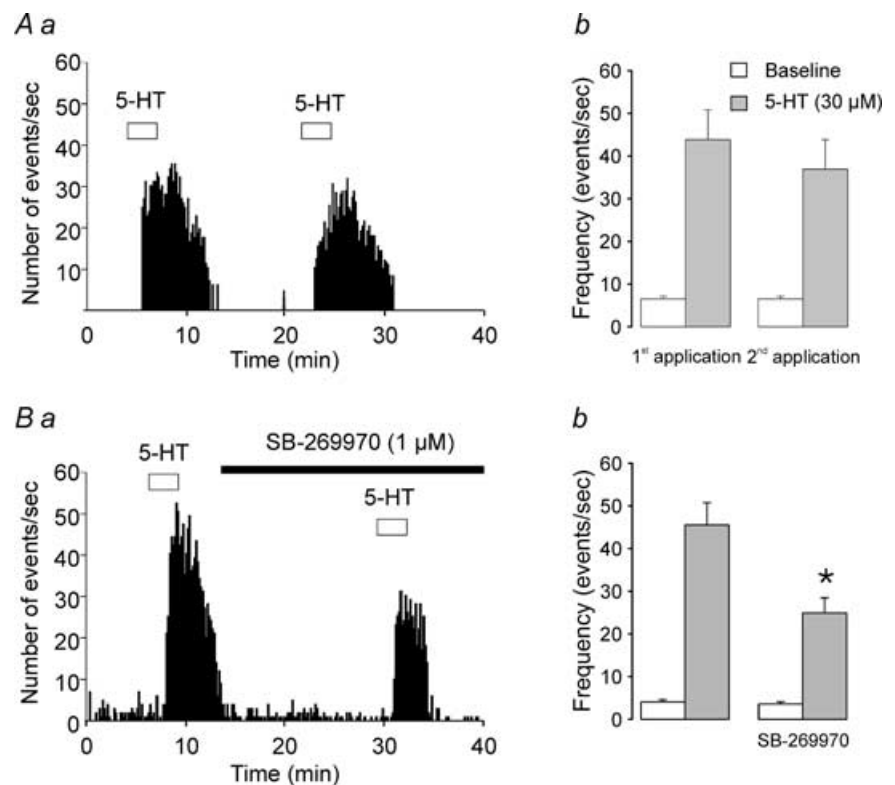 A a
60
50
40
30
20
10
0
10
20
30
40
Number of events/sec
Time (min)
5-HT
5-HT
b
Baseline
5-HT (30 µM)
60
50
40
30
20
10
0
Frequency (events/sec)
1st application
2nd application
B a
SB-269970 (1 µM)
5-HT
5-HT
60
50
40
30
20
10
0
0
10
20
30
40
Number of events/sec
Time (min)
b
60
50
40
30
20
10
0
Frequency (events/sec)
*
SB-269970